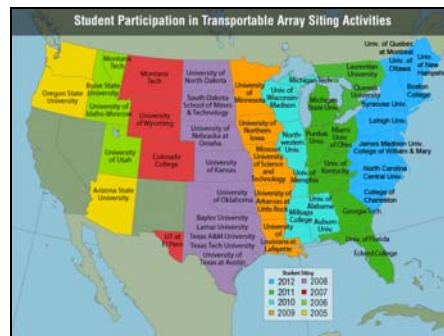 Student Participation in Transportable Array Siting Activities
Univ. of Quebec
at Montreal
Univ. of
Ottawa
Univ. of New
Hampshire
Montana
Tech
Montana
Tech
University of
North Dakota
University of
Minnesota
Michigan Tech
Laurentian
University
Queen's
University
Boston
College
Oregon State
University
Boise State
University
University of
Idaho-Moscow
South Dakota
School of Mines
& Technology
Univ. of
Wisconsin-
Madison
Michigan
State Univ.
Syracuse Univ.
University
of Wyoming
University of
Nebraska at
Omaha
University of
Northern Iowa
North-
western
Univ.
Purdue
Univ.
Miami Univ.
of Ohio
Lehigh Univ.
University
of Utah
Colorado
College
University of
Kansas
Missouri
University
of Science
and
Technology
Univ. of
Kentucky
James Madison Univ.
College of William & Mary
North Carolina
Central Univ.
Arizona State
University
University
of Oklahoma
University of
Arkansas at
Little Rock
Univ. of
Memphis
College of
Charleston
Baylor University
Lamar University
Texas A&M University
Texas Tech University
University of
Texas at Austin
UT at
El Paso
University
of
Louisiana at
Lafayette
Millsaps
College
Univ. of
Alabama
Auburn
Univ.
Georgia Tech
Univ of Florida
Eckerd College
Student Siting
2012 2008
2011 2007
2010 2006
2009 2005